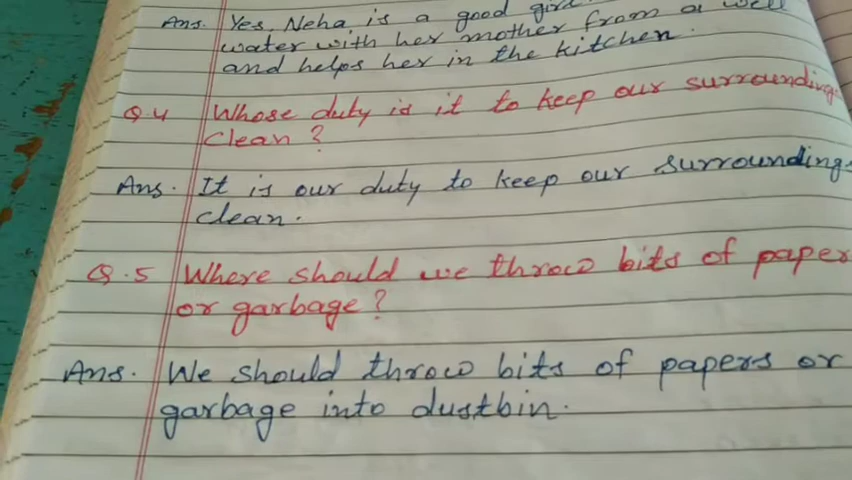 Ans. Yes, Neha is a good
water with her mother from a well
and helps her in the kitchen.
Q.4 Whose duty is it to keep our surrounding
clean?
Ans. It is our duty to keep our surrounding
clean.
Q.5 Where should we throw bits of paper
or garbage?
Ans. We should throw bits of papers or
garbage into dustbin.